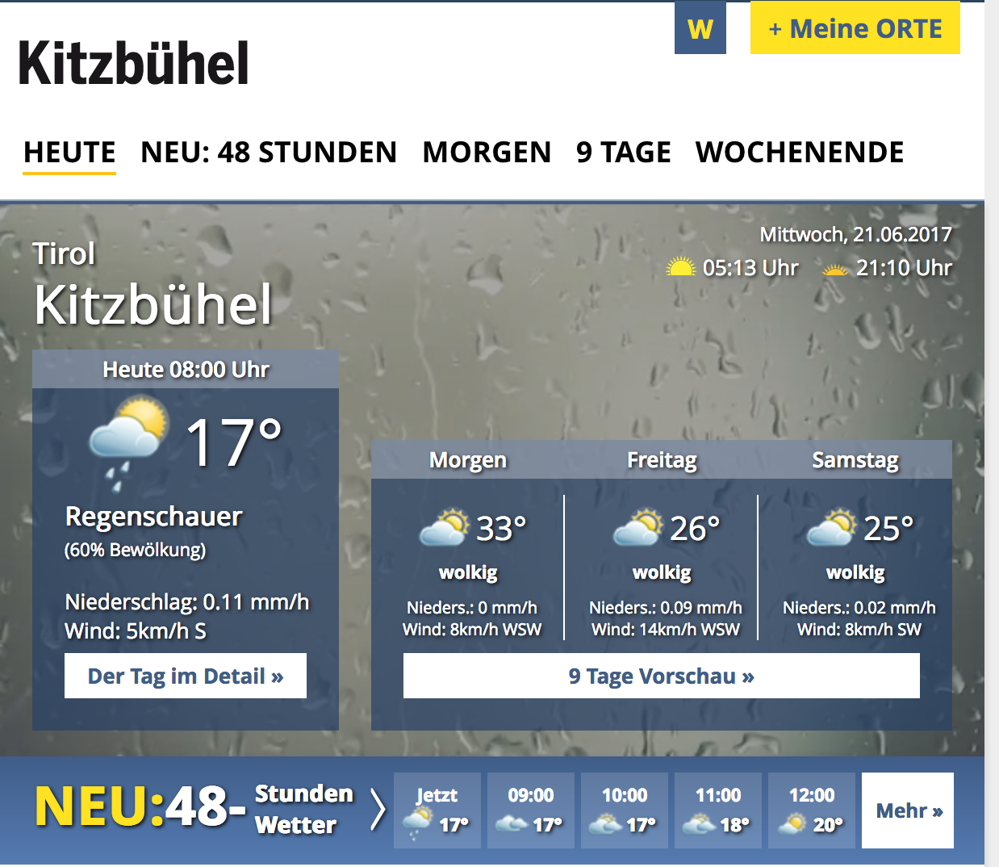 W
+ Meine ORTE
Kitzbühel
HEUTE NEU: 48 STUNDEN MORGEN 9 TAGE WOCHENENDE
Mittwoch, 21.06.2017
05:13 Uhr 21:10 Uhr
Tirol
Kitzbühel
Heute 08:00 Uhr
17°
Regenschauer
(60% Bewölkung)
Niederschlag: 0.11 mm/h
Wind: 5km/h S
Der Tag im Detail »
Morgen Freitag Samstag
33° 26° 25°
wolkig wolkig wolkig
Nieders.: 0 mm/h Nieders.: 0.09 mm/h Nieders.: 0.02 mm/h
Wind: 8km/h WSW Wind: 14km/h WSW Wind: 8km/h SW
9 Tage Vorschau »
NEU:48- Stunden Wetter
Jetzt 09:00 10:00 11:00 12:00
17° 17° 17° 18° 20°
Mehr »